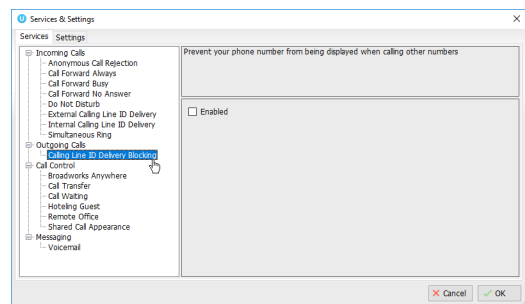 Services & Settings
Services Settings
Incoming Calls
Anonymous Call Rejection
Call Forward Always
Call Forward Busy
Call Forward No Answer
Do Not Disturb
External Calling Line ID Delivery
Internal Calling Line ID Delivery
Simultaneous Ring
Outgoing Calls
Calling Line ID Delivery Blocking
Call Control
Broadworks Anywhere
Call Transfer
Call Waiting
Hoteling Guest
Remote Office
Shared Call Appearance
Messaging
Voicemail
Prevent your phone number from being displayed when calling other numbers
Enabled
Cancel OK